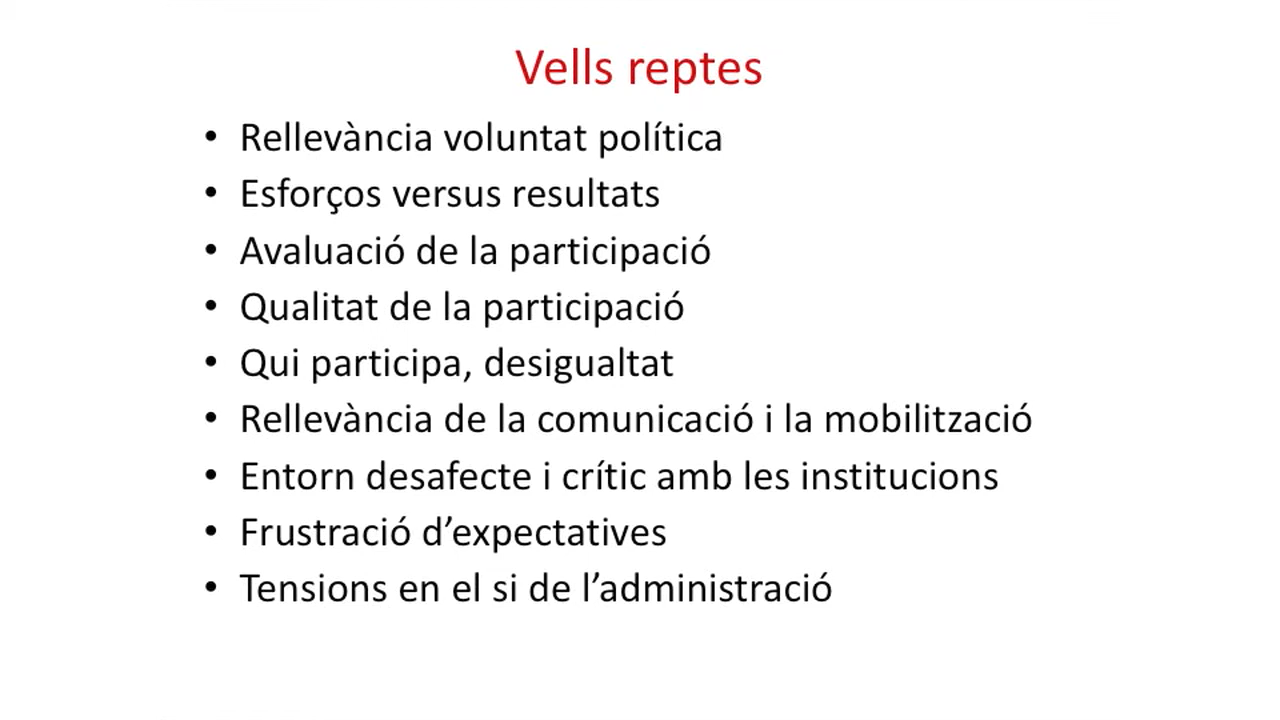 Vells reptes
• Rellevància voluntat política
• Esforços versus resultats
• Avaluació de la participació
• Qualitat de la participació
• Qui participa, desigualtat
• Rellevància de la comunicació i la mobilització
• Entorn desafecte i crític amb les institucions
• Frustració d’expectatives
• Tensions en el si de l’administració